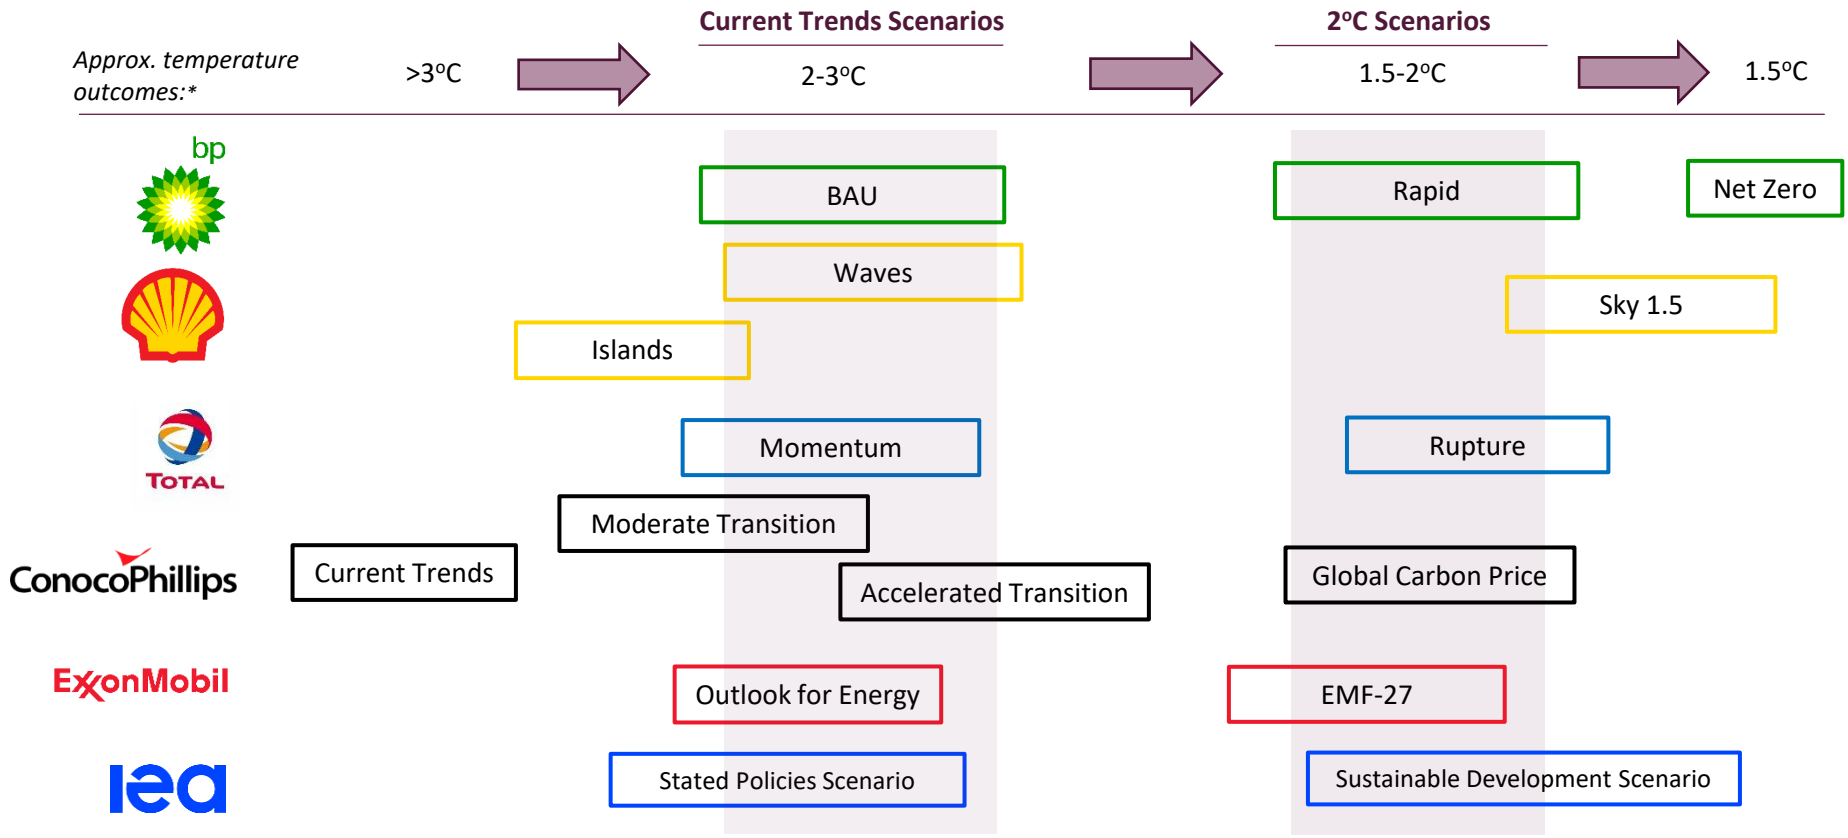 Current Trends Scenarios
2°C Scenarios
Approx. temperature
outcomes:*
>3°C
2-3°C
1.5-2°C
1.5°C
bp
BAU
Rapid
Net Zero
Waves
Sky 1.5
Islands
TOTAL
Momentum
Rupture
Moderate Transition
ConocoPhillips
Current Trends
Accelerated Transition
Global Carbon Price
ExxonMobil
Outlook for Energy
EMF-27
iea
Stated Policies Scenario
Sustainable Development Scenario